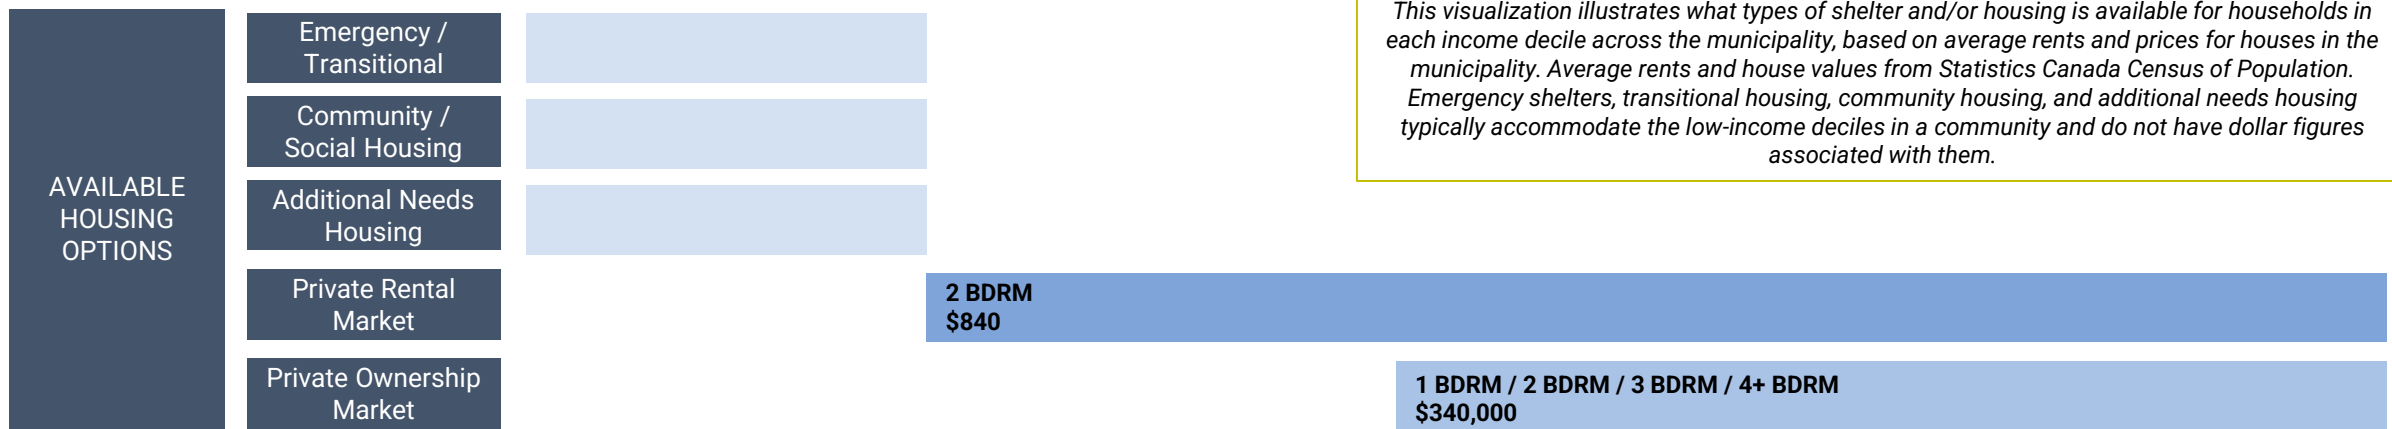 AVAILABLE
HOUSING
OPTIONS
Emergency /
Transitional
Community /
Social Housing
Additional Needs
Housing
Private Rental
Market
Private Ownership
Market
2 BDRM
$840
1 BDRM / 2 BDRM / 3 BDRM / 4+ BDRM
$340,000
This visualization illustrates what types of shelter and/or housing is available for households in
each income decile across the municipality, based on average rents and prices for houses in the
municipality. Average rents and house values from Statistics Canada Census of Population.
Emergency shelters, transitional housing, community housing, and additional needs housing
typically accommodate the low-income deciles in a community and do not have dollar figures
associated with them.